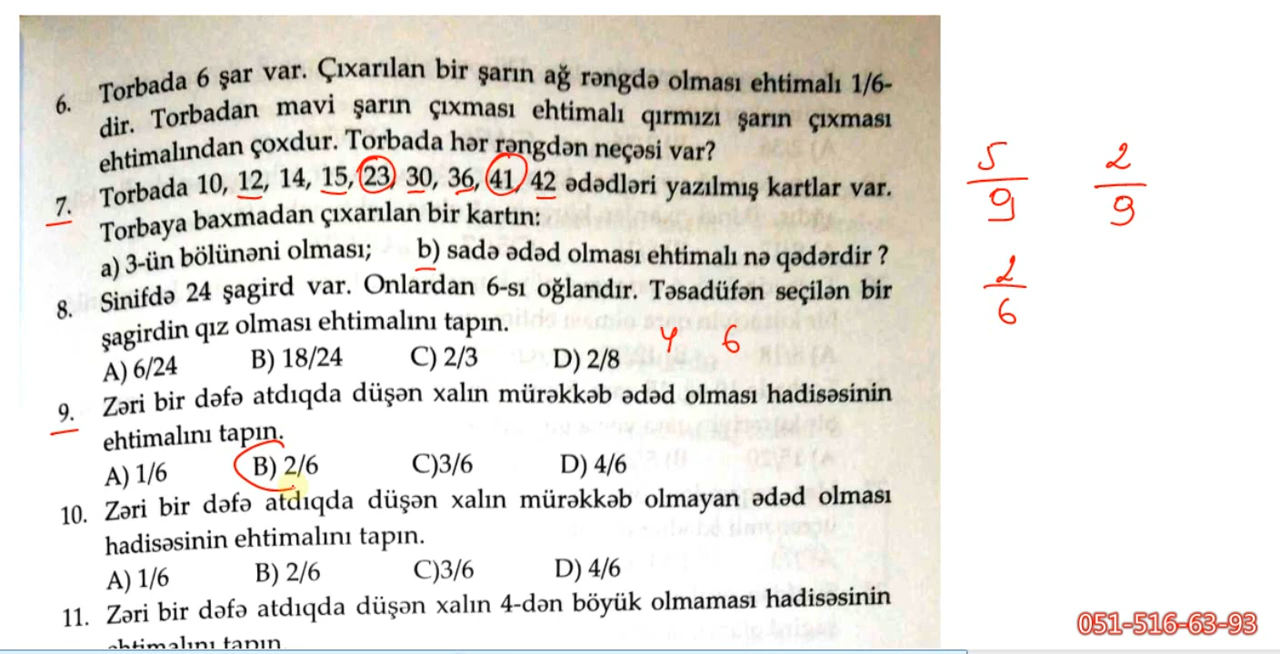 6. Torbada 6 şar var. Çıxarılan bir şarın ağ rəngdə olması ehtimalı 1/6-
dir. Torbadan mavi şarın çıxması ehtimalı qırmızı şarın çıxması
ehtimalından çoxdur. Torbada hər rəngdən neçəsi var?
7. Torbada 10, 12, 14, 15, 23, 30, 36, 41, 42 ədədləri yazılmış kartlar var.
Torbaya baxmadan çıxarılan bir kartın:
a) 3-ün bölünəni olması; b) sadə ədəd olması ehtimalı nə qədərdir ?
8. Sinifdə 24 şagird var. Onlardan 6-sı oğlandır. Təsadüfən seçilən bir
şagirdin qız olması ehtimalını tapın.
A) 6/24 B) 18/24 C) 2/3 D) 2/8
9. Zəri bir dəfə atdıqda düşən xalın mürəkkəb ədəd olması hadisəsinin
ehtimalını tapın.
A) 1/6 B) 2/6 C)3/6 D) 4/6
10. Zəri bir dəfə atdıqda düşən xalın mürəkkəb olmayan ədəd olması
hadisəsinin ehtimalını tapın.
A) 1/6 B) 2/6 C)3/6 D) 4/6
11. Zəri bir dəfə atdıqda düşən xalın 4-dən böyük olmaması hadisəsinin
ehtimalını tapın
5/9 2/9
2/6
4 6
051-516-63-93